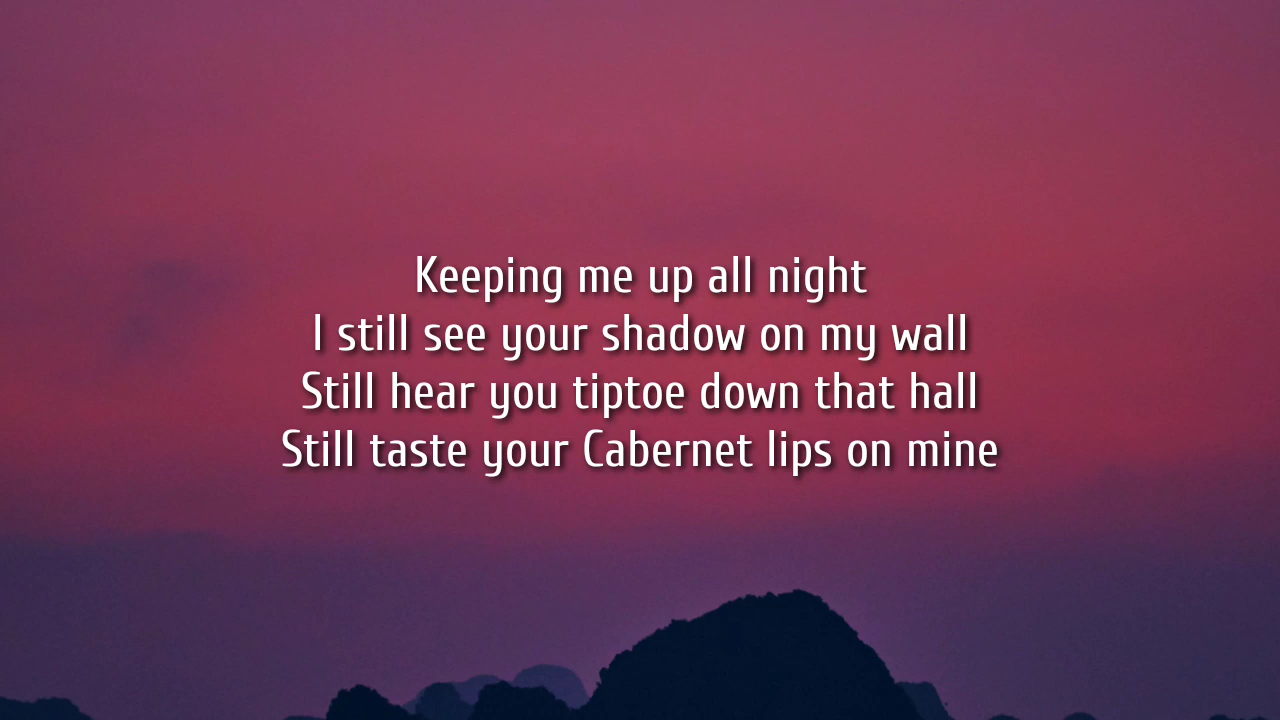 Keeping me up all night
I still see your shadow on my wall
Still hear you tiptoe down that hall
Still taste your Cabernet lips on mine